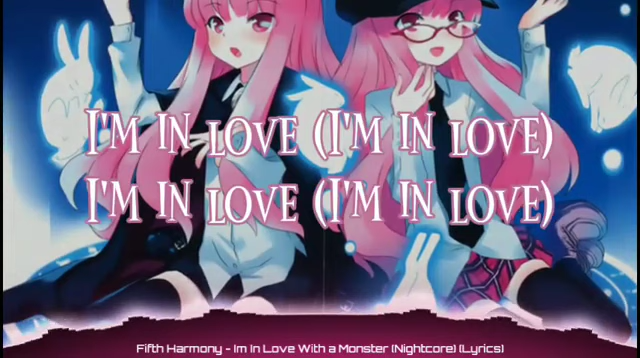 I'M IN LOVE (I'M IN LOVE)
I'M IN LOVE (I'M IN LOVE)
Fifth Harmony - Im In Love With a Monster (Nightcore) (Lyrics)